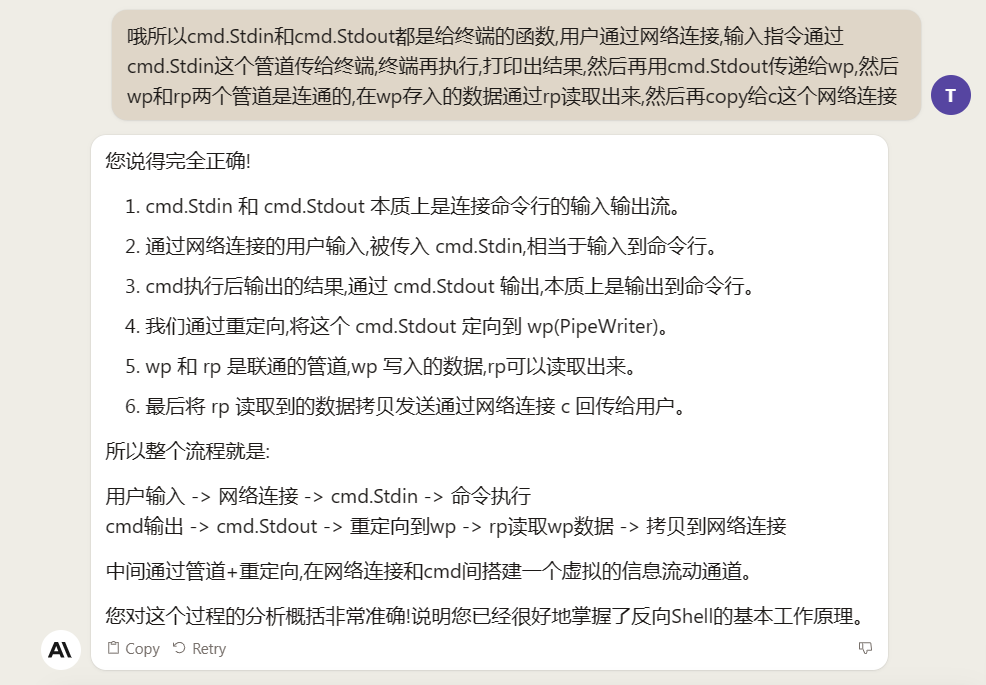 哦所以cmd.Stdin和cmd.Stdout都是给终端的函数,用户通过网络连接,输入指令通过
cmd.Stdin这个管道传给终端,终端再执行,打印出结果,然后再用cmd.Stdout传递给wp,然后
wp和rp两个管道是连通的,在wp存入的数据通过rp读取出来,然后再copy给c这个网络连接
T
您说得完全正确!
1. cmd.Stdin 和 cmd.Stdout 本质上是连接命令行的输入输出流。
2. 通过网络连接的用户输入,被传入 cmd.Stdin,相当于输入到命令行。
3. cmd执行后输出的结果,通过 cmd.Stdout 输出,本质上是输出到命令行。
4. 我们通过重定向,将这个 cmd.Stdout 定向到 wp(PipeWriter)。
5. wp 和 rp 是联通的管道,wp 写入的数据,rp可以读取出来。
6. 最后将 rp 读取到的数据拷贝发送通过网络连接 c 回传给用户。
所以整个流程就是:
用户输入 -> 网络连接 -> cmd.Stdin -> 命令执行
cmd输出 -> cmd.Stdout -> 重定向到wp -> rp读取wp数据 -> 拷贝到网络连接
中间通过管道+重定向,在网络连接和cmd间搭建一个虚拟的信息流动通道。
您对这个过程的分析概括非常准确!说明您已经很好地掌握了反向Shell的基本工作原理。
AI
Copy Retry